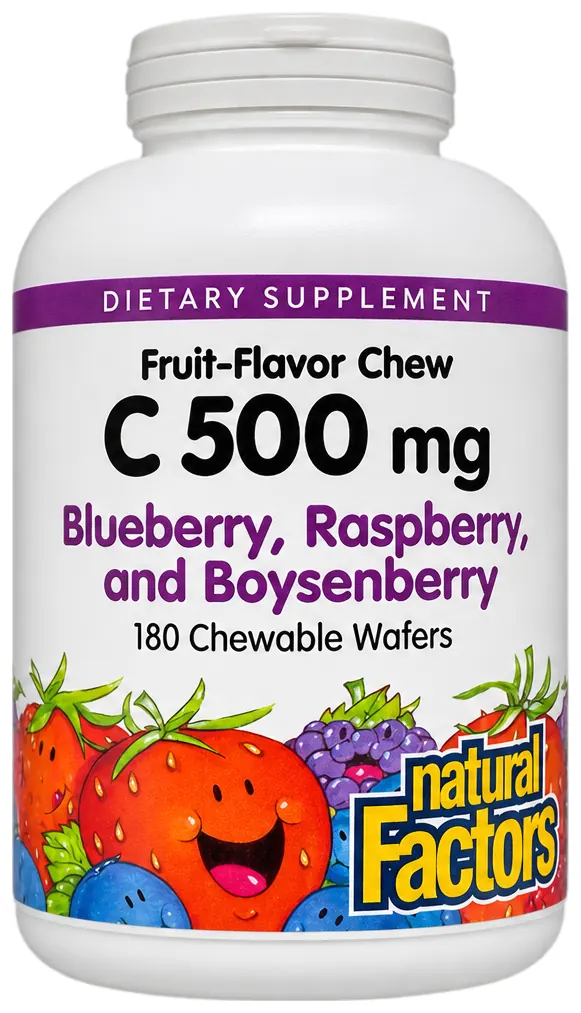 DIETARY SUPPLEMENT
Fruit-Flavor Chew
C 500 mg
Blueberry, Raspberry,
and Boysenberry
180 Chewable Wafers
natural
Factors